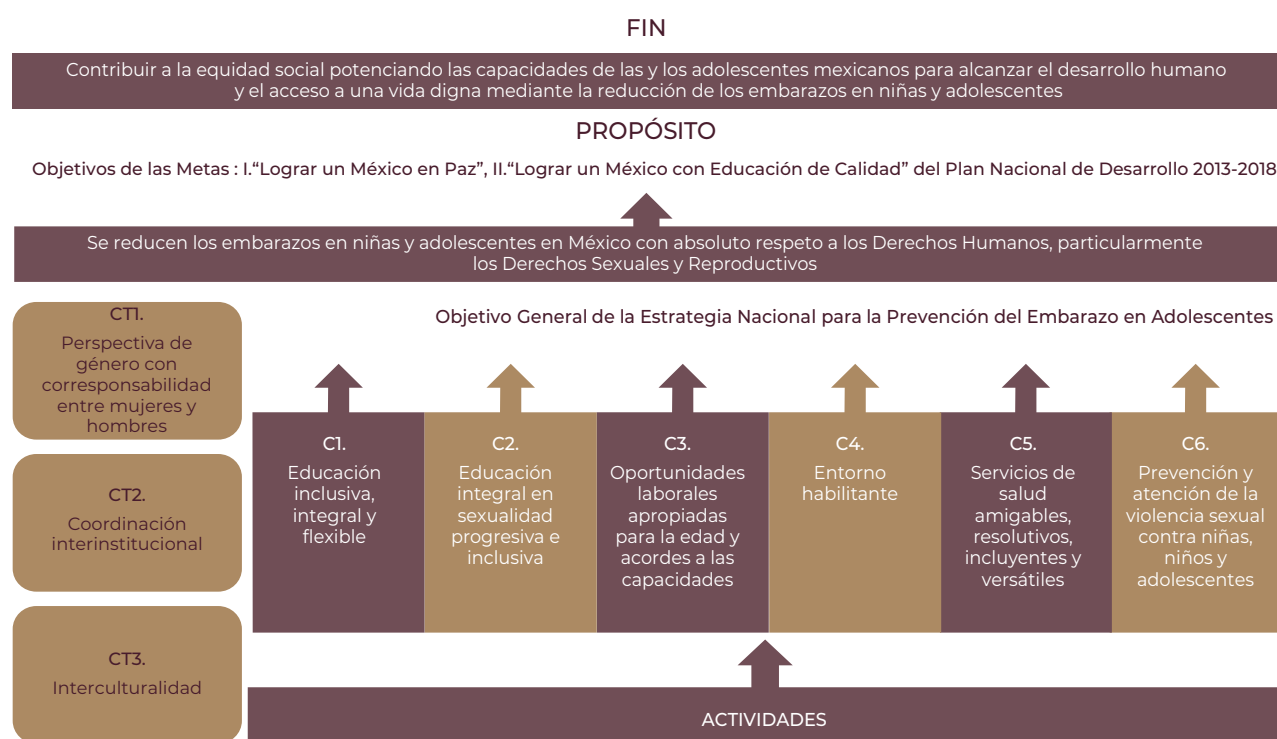 FIN
Contribuir a la equidad social potenciando las capacidades de las y los adolescentes mexicanos para alcanzar el desarrollo humano
y el acceso a una vida digna mediante la reducción de los embarazos en niñas y adolescentes
PROPÓSITO
Objetivos de las Metas : I.“Lograr un México en Paz”, II.“Lograr un México con Educación de Calidad” del Plan Nacional de Desarrollo 2013-2018
Se reducen los embarazos en niñas y adolescentes en México con absoluto respeto a los Derechos Humanos, particularmente
los Derechos Sexuales y Reproductivos
CT1.
Perspectiva de
género con
corresponsabilidad
entre mujeres y
hombres
CT2.
Coordinación
interinstitucional
CT3.
Interculturalidad
Objetivo General de la Estrategia Nacional para la Prevención del Embarazo en Adolescentes
C1.
Educación
inclusiva,
integral y
flexible
C2.
Educación
integral en
sexualidad
progresiva e
inclusiva
C3.
Oportunidades
laborales
apropiadas
para la edad y
acordes a las
capacidades
C4.
Entorno
habilitante
C5.
Servicios de
salud
amigables,
resolutivos,
incluyentes y
versátiles
C6.
Prevención y
atención de la
violencia sexual
contra niñas,
niños y
adolescentes
ACTIVIDADES